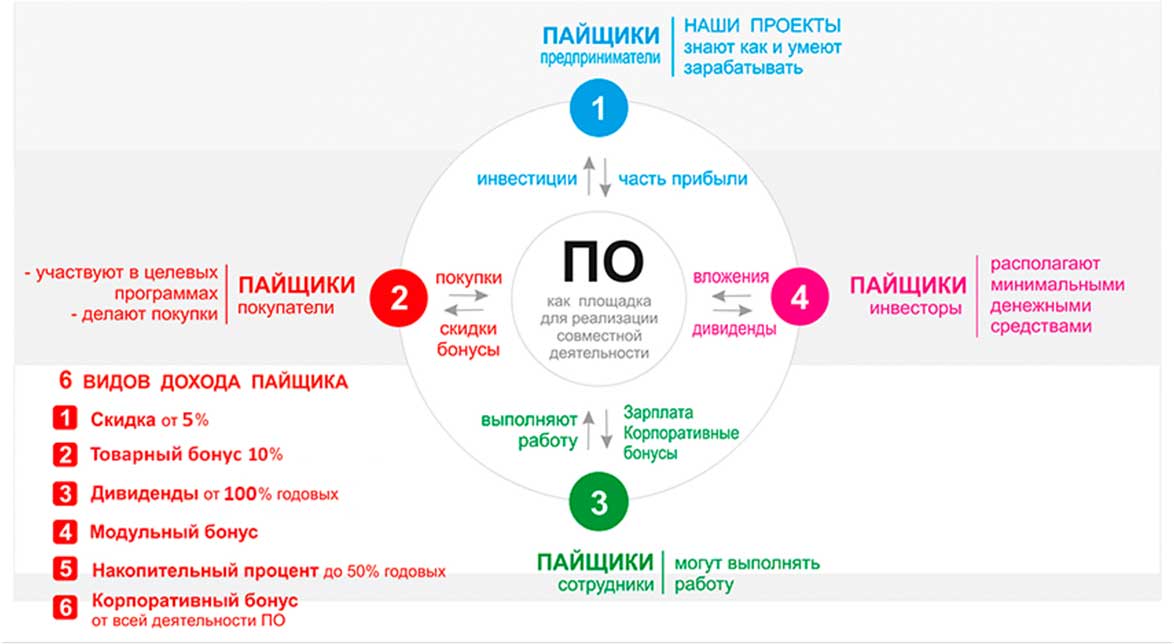 ПАЙЩИКИ
предприниматели
НАШИ ПРОЕКТЫ
знают как и умеют
зарабатывать
1
инвестиции
часть прибыли
- участвуют в целевых
программах
- делают покупки
ПАЙЩИКИ
покупатели
2
покупки
скидки
бонусы
ПО
как площадка
для реализации
совместной
деятельности
вложения
дивиденды
4
ПАЙЩИКИ
инвесторы
располагают
минимальными
денежными
средствами
6 ВИДОВ ДОХОДА ПАЙЩИКА
1 Скидка от 5%
2 Товарный бонус 10%
3 Дивиденды от 100% годовых
4 Модульный бонус
5 Накопительный процент до 50% годовых
6 Корпоративный бонус
от всей деятельности ПО
выполняют
работу
Зарплата
Корпоративные
бонусы
3
ПАЙЩИКИ
сотрудники
могут выполнять
работу